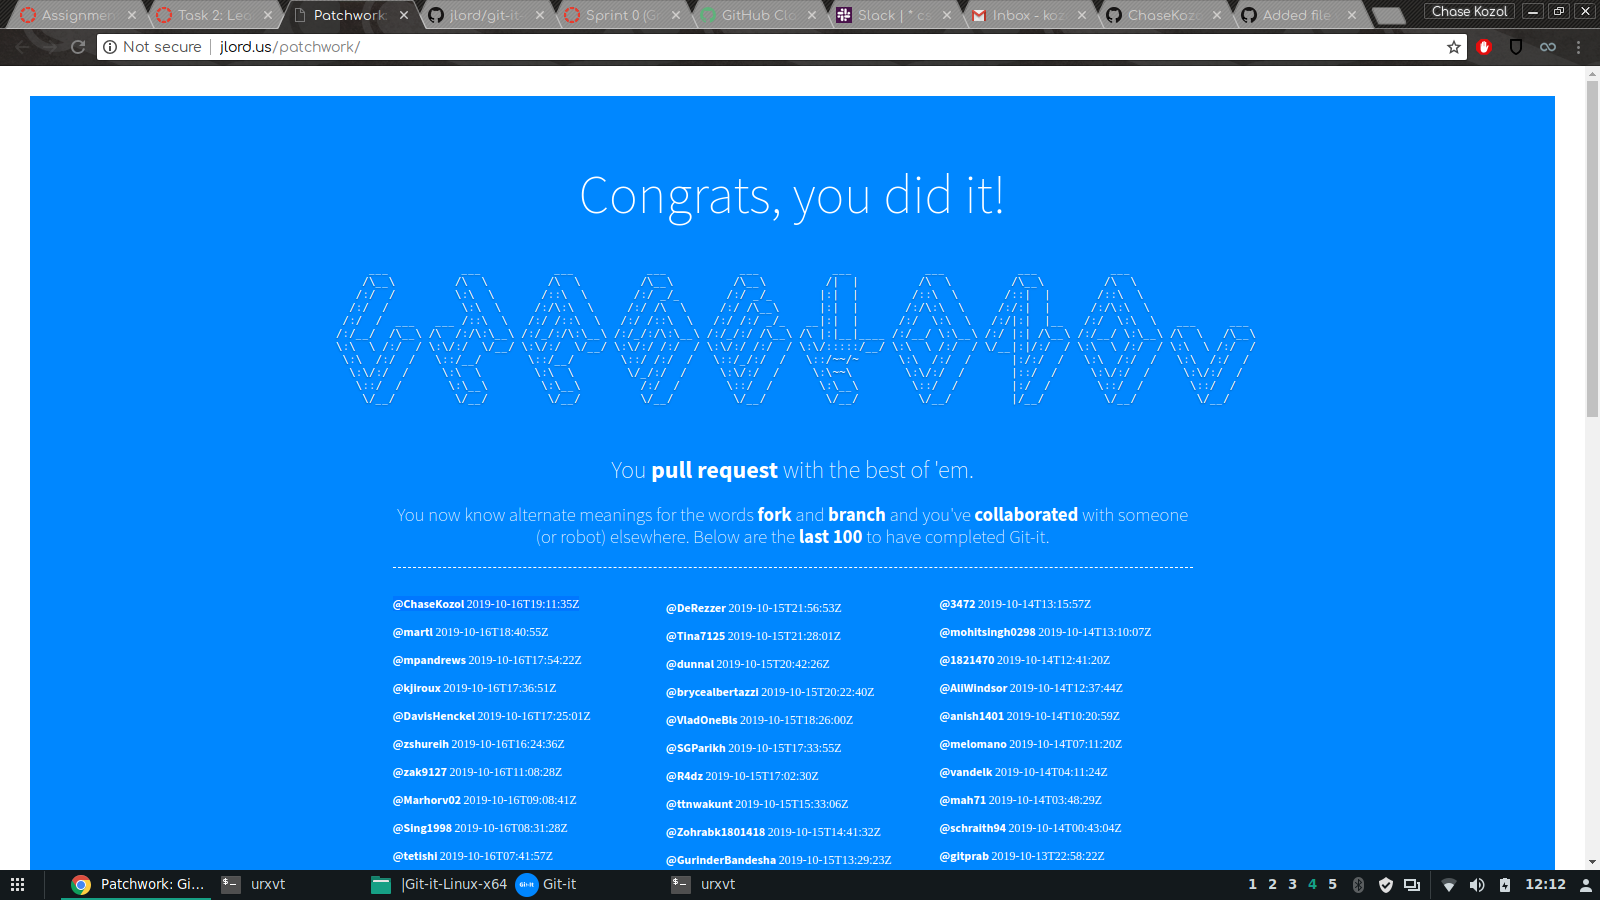 Assignmen
Task 2: Lea
Patchwork:
jlord/git-it
Sprint 0 (Gi
GitHub Cla
Slack | * cs
Inbox - koz
ChaseKozo
Added file
Chase Kozol
Not secure | jlord.us/patchwork/
Congrats, you did it!
You pull request with the best of 'em.
You now know alternate meanings for the words fork and branch and you've collaborated with someone
(or robot) elsewhere. Below are the last 100 to have completed Git-it.
@ChaseKozol 2019-10-16T19:11:35Z
@martl 2019-10-16T18:40:55Z
@mpandrews 2019-10-16T17:54:22Z
@kjiroux 2019-10-16T17:36:51Z
@DavisHenckel 2019-10-16T17:25:01Z
@zshureih 2019-10-16T16:24:36Z
@zak9127 2019-10-16T11:08:28Z
@Marhorv02 2019-10-16T09:08:41Z
@Sing1998 2019-10-16T08:31:28Z
@tetishi 2019-10-16T07:41:57Z
@DeRezzer 2019-10-15T21:56:53Z
@Tina7125 2019-10-15T21:28:01Z
@dunnal 2019-10-15T20:42:26Z
@brycealbertazzi 2019-10-15T20:22:40Z
@VladOneBis 2019-10-15T18:26:00Z
@SGParikh 2019-10-15T17:33:55Z
@R4dz 2019-10-15T17:02:30Z
@ttnwakunt 2019-10-15T15:33:06Z
@Zohrabk1801418 2019-10-15T14:41:32Z
@GurinderBandesha 2019-10-15T13:29:23Z
@3472 2019-10-14T13:15:57Z
@mohitsingh0298 2019-10-14T13:10:07Z
@1821470 2019-10-14T12:41:20Z
@AliWindsor 2019-10-14T12:37:44Z
@anish1401 2019-10-14T10:20:59Z
@melomano 2019-10-14T07:11:20Z
@vandelk 2019-10-14T04:11:24Z
@mah71 2019-10-14T03:48:29Z
@schraith94 2019-10-14T00:43:04Z
@gitprab 2019-10-13T22:58:22Z
Patchwork: Gi...
urxvt
|Git-it-Linux-x64
Git-it
Git-it
urxvt
1 2 3 4 5
12:12